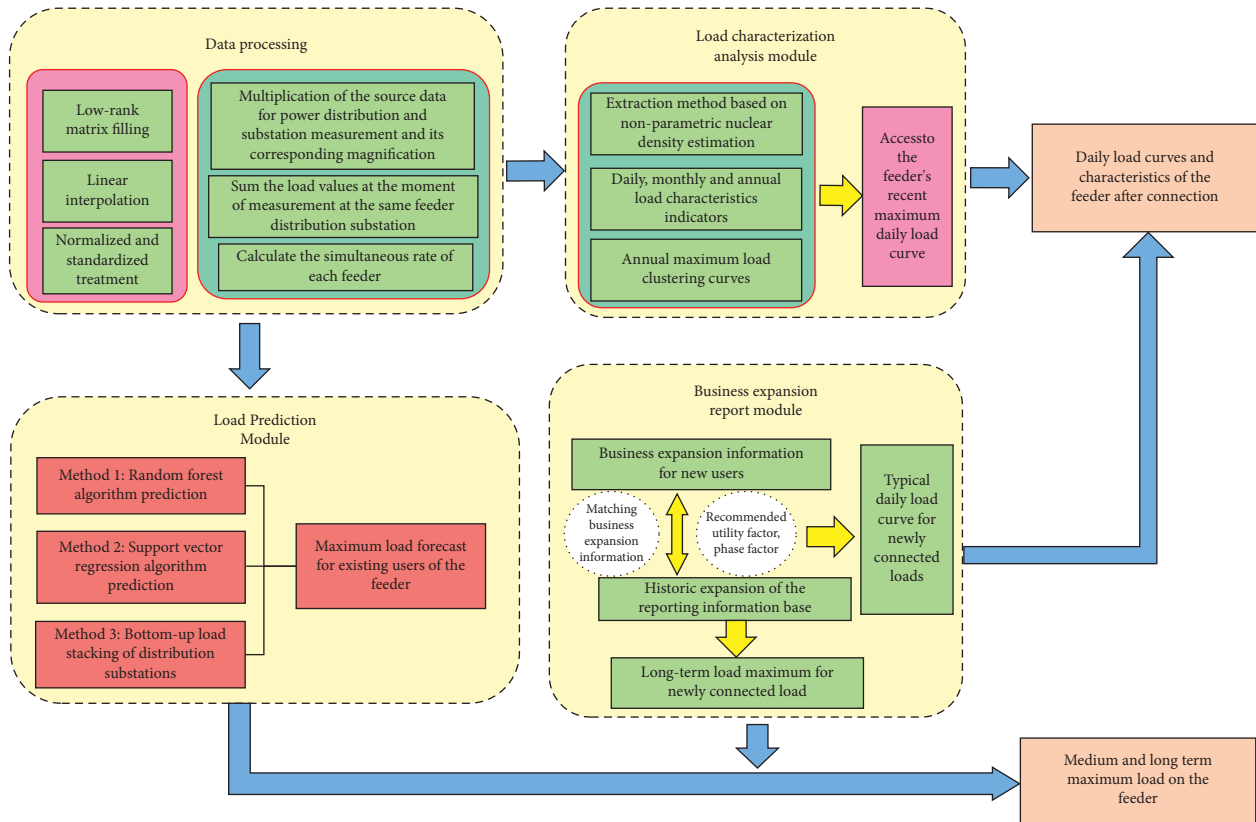 Data processing
Low-rank
matrix filling
Linear
interpolation
Normalized and
standardized
treatment
Multiplication of the source data
for power distribution and
substation measurement and its
corresponding magnification
Sum the load values at the moment
of measurement at the same feeder
distribution substation
Calculate the simultaneous rate of
each feeder
Load characterization
analysis module
Extraction method based on
non-parametric nuclear
density estimation
Daily, monthly and annual
load characteristics
indicators
Annual maximum load
clustering curves
Accessto
the
feeder's
recent
maximum
daily load
curve
Daily load curves and
characteristics of the
feeder after connection
Load Prediction
Module
Method 1: Random forest
algorithm prediction
Method 2: Support vector
regression algorithm
prediction
Method 3: Bottom-up load
stacking of distribution
substations
Maximum load forecast
for existing users of the
feeder
Business expansion
report module
Business expansion information
for new users
Matching
business
expansion
information
Recommended
utility factor,
phase factor
Historic expansion of the
reporting information base
Long-term load maximum for
newly connected load
Typical
daily load
curve for
newly
connected
loads
Medium and long term
maximum load on the
feeder